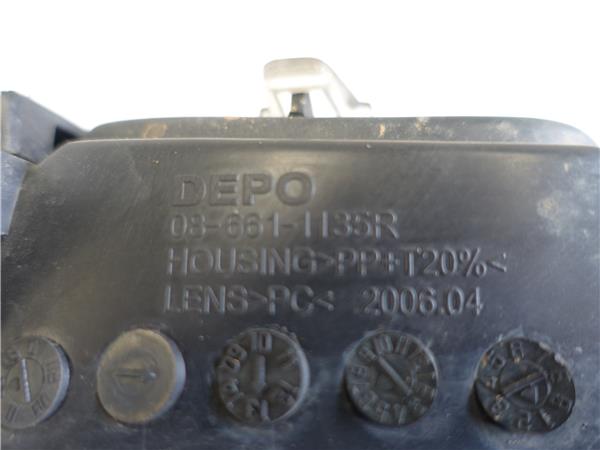 DEPO
08-661-1135R
HOUSING>PP+T20%<
LENS>PC< 2006.04